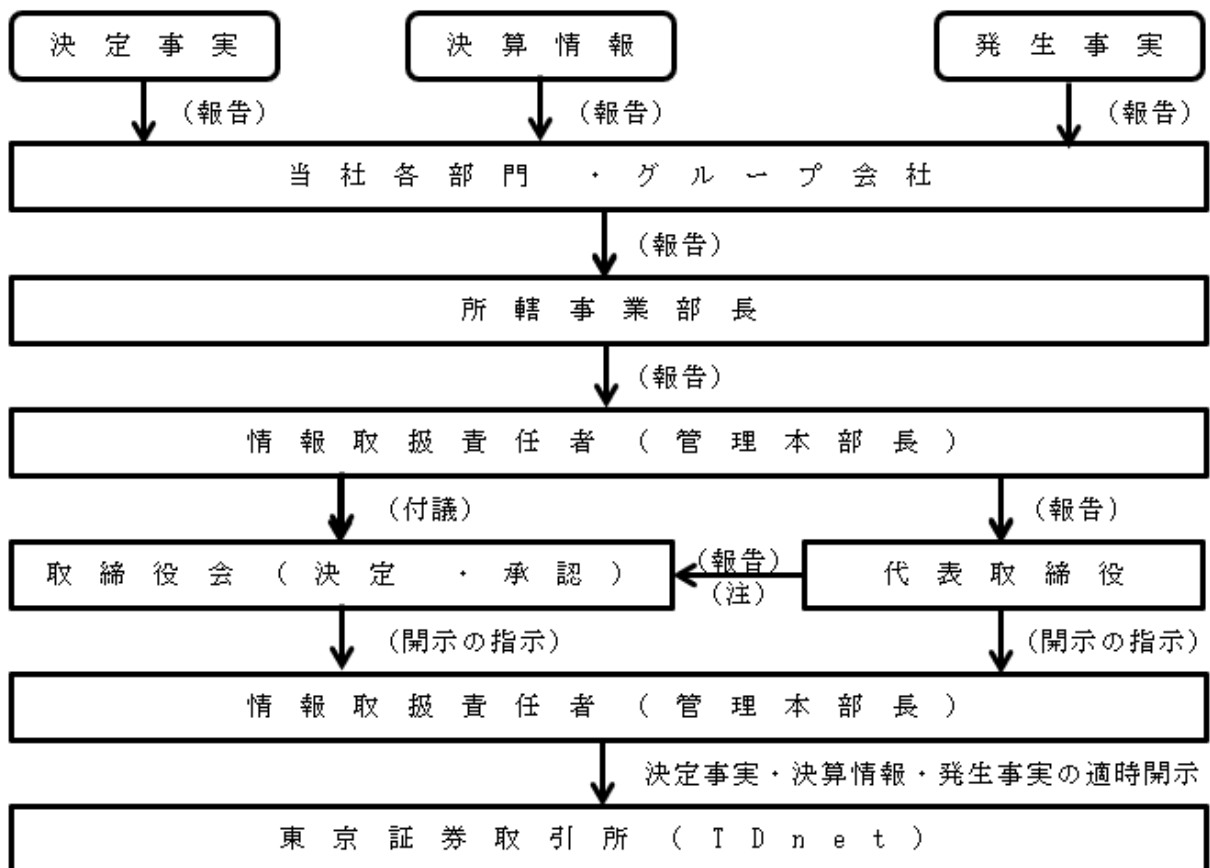 決定事実 決算情報 発生事実
（報告） （報告） （報告）
当社各部門・グループ会社
（報告）
所轄事業部長
（報告）
情報取扱責任者（管理本部長）
（付議） （報告）
取締役会（決定・承認） （報告） 代表取締役
（注）
（開示の指示） （開示の指示）
情報取扱責任者（管理本部長）
決定事実・決算情報・発生事実の適時開示
東京証券取引所（TDnet）